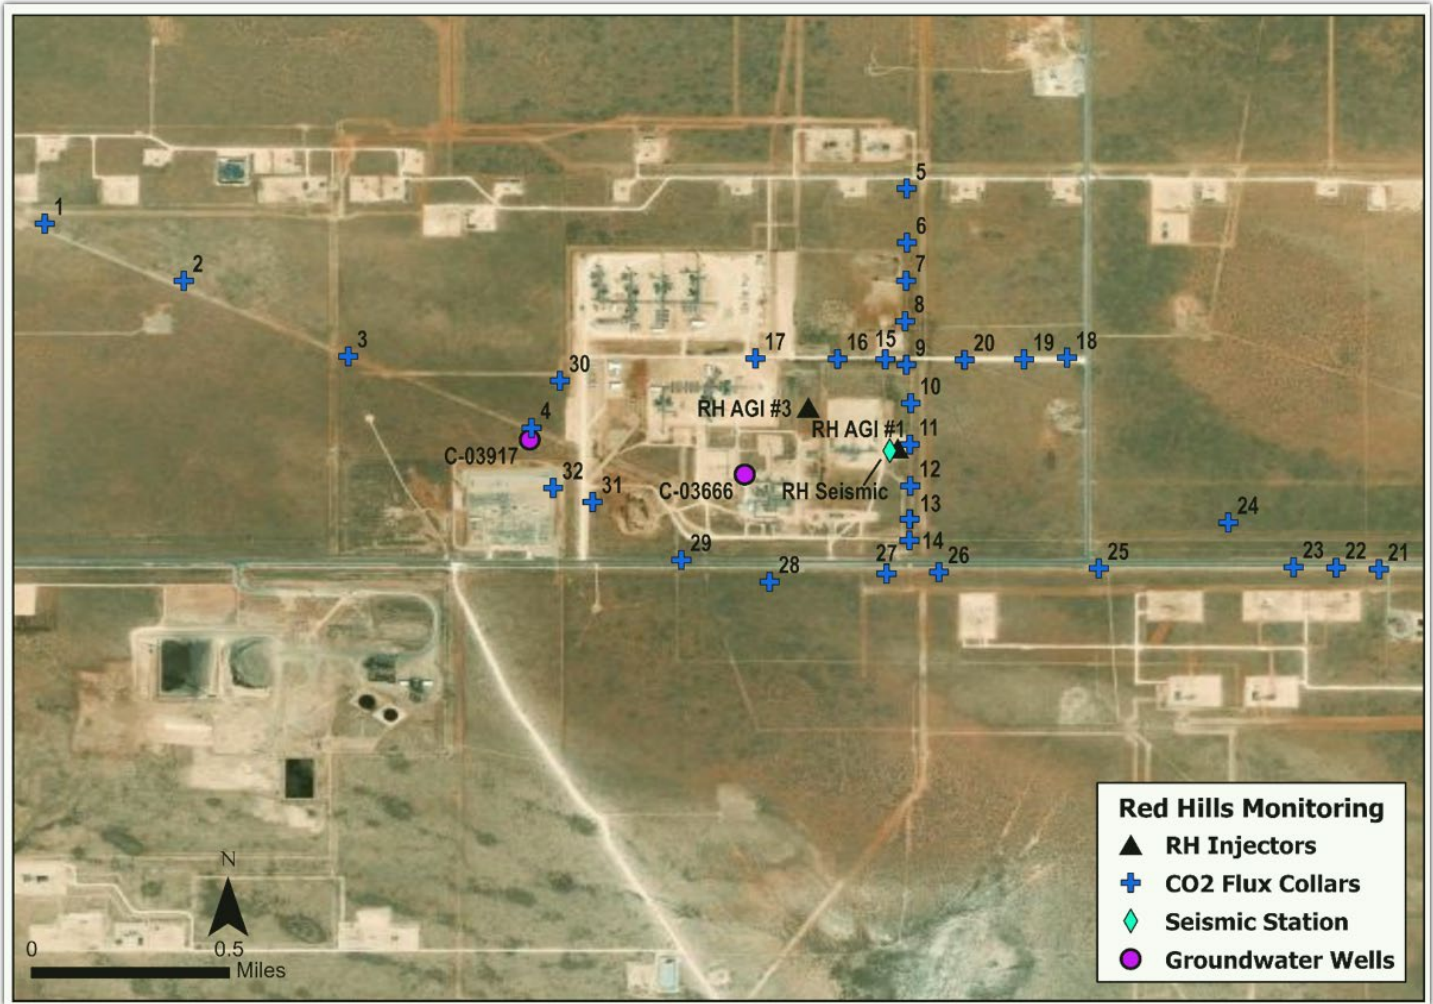 5
1
6
2
7
8
3
17
16
15
9
20
19
18
30
10
RH AGI #3
4
RH AGI #1
11
C-03917
32
12
31
C-03666
RH Seismic
13
24
14
29
28
27
26
25
23
22
21
Red Hills Monitoring
RH Injectors
CO2 Flux Collars
Seismic Station
Groundwater Wells
N
0
0.5
Miles